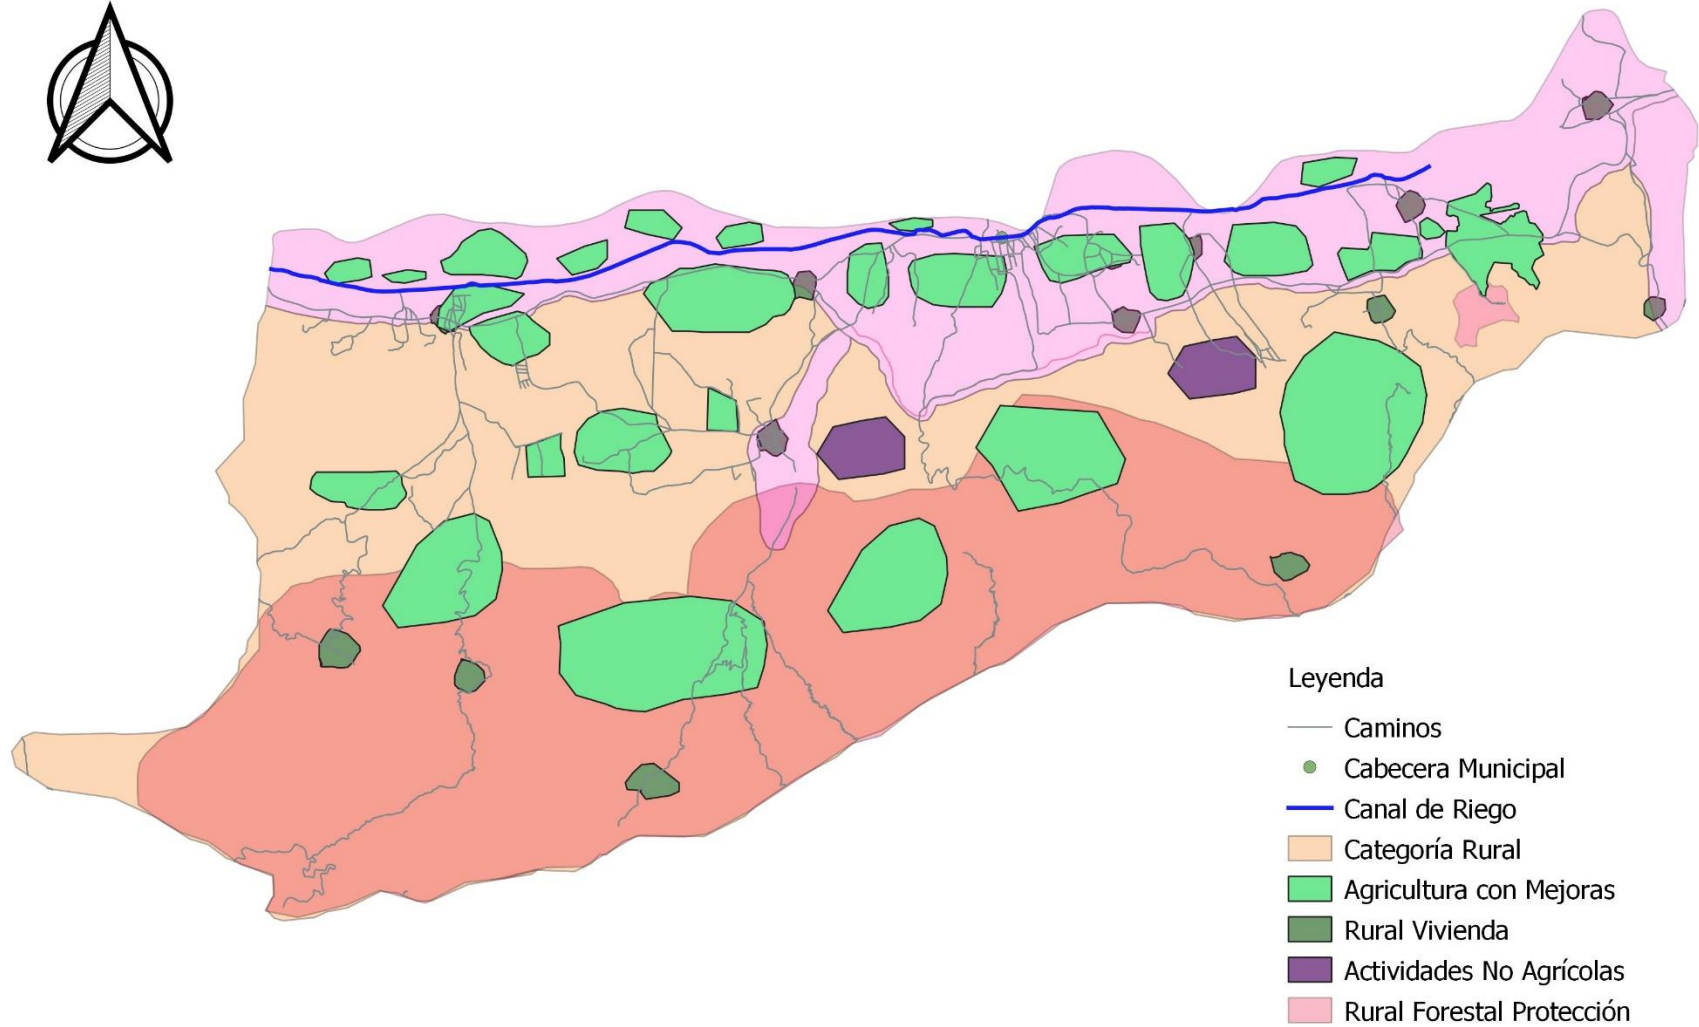 Leyenda
Caminos
Cabecera Municipal
Canal de Riego
Categoría Rural
Agricultura con Mejoras
Rural Vivienda
Actividades No Agrícolas
Rural Forestal Protección